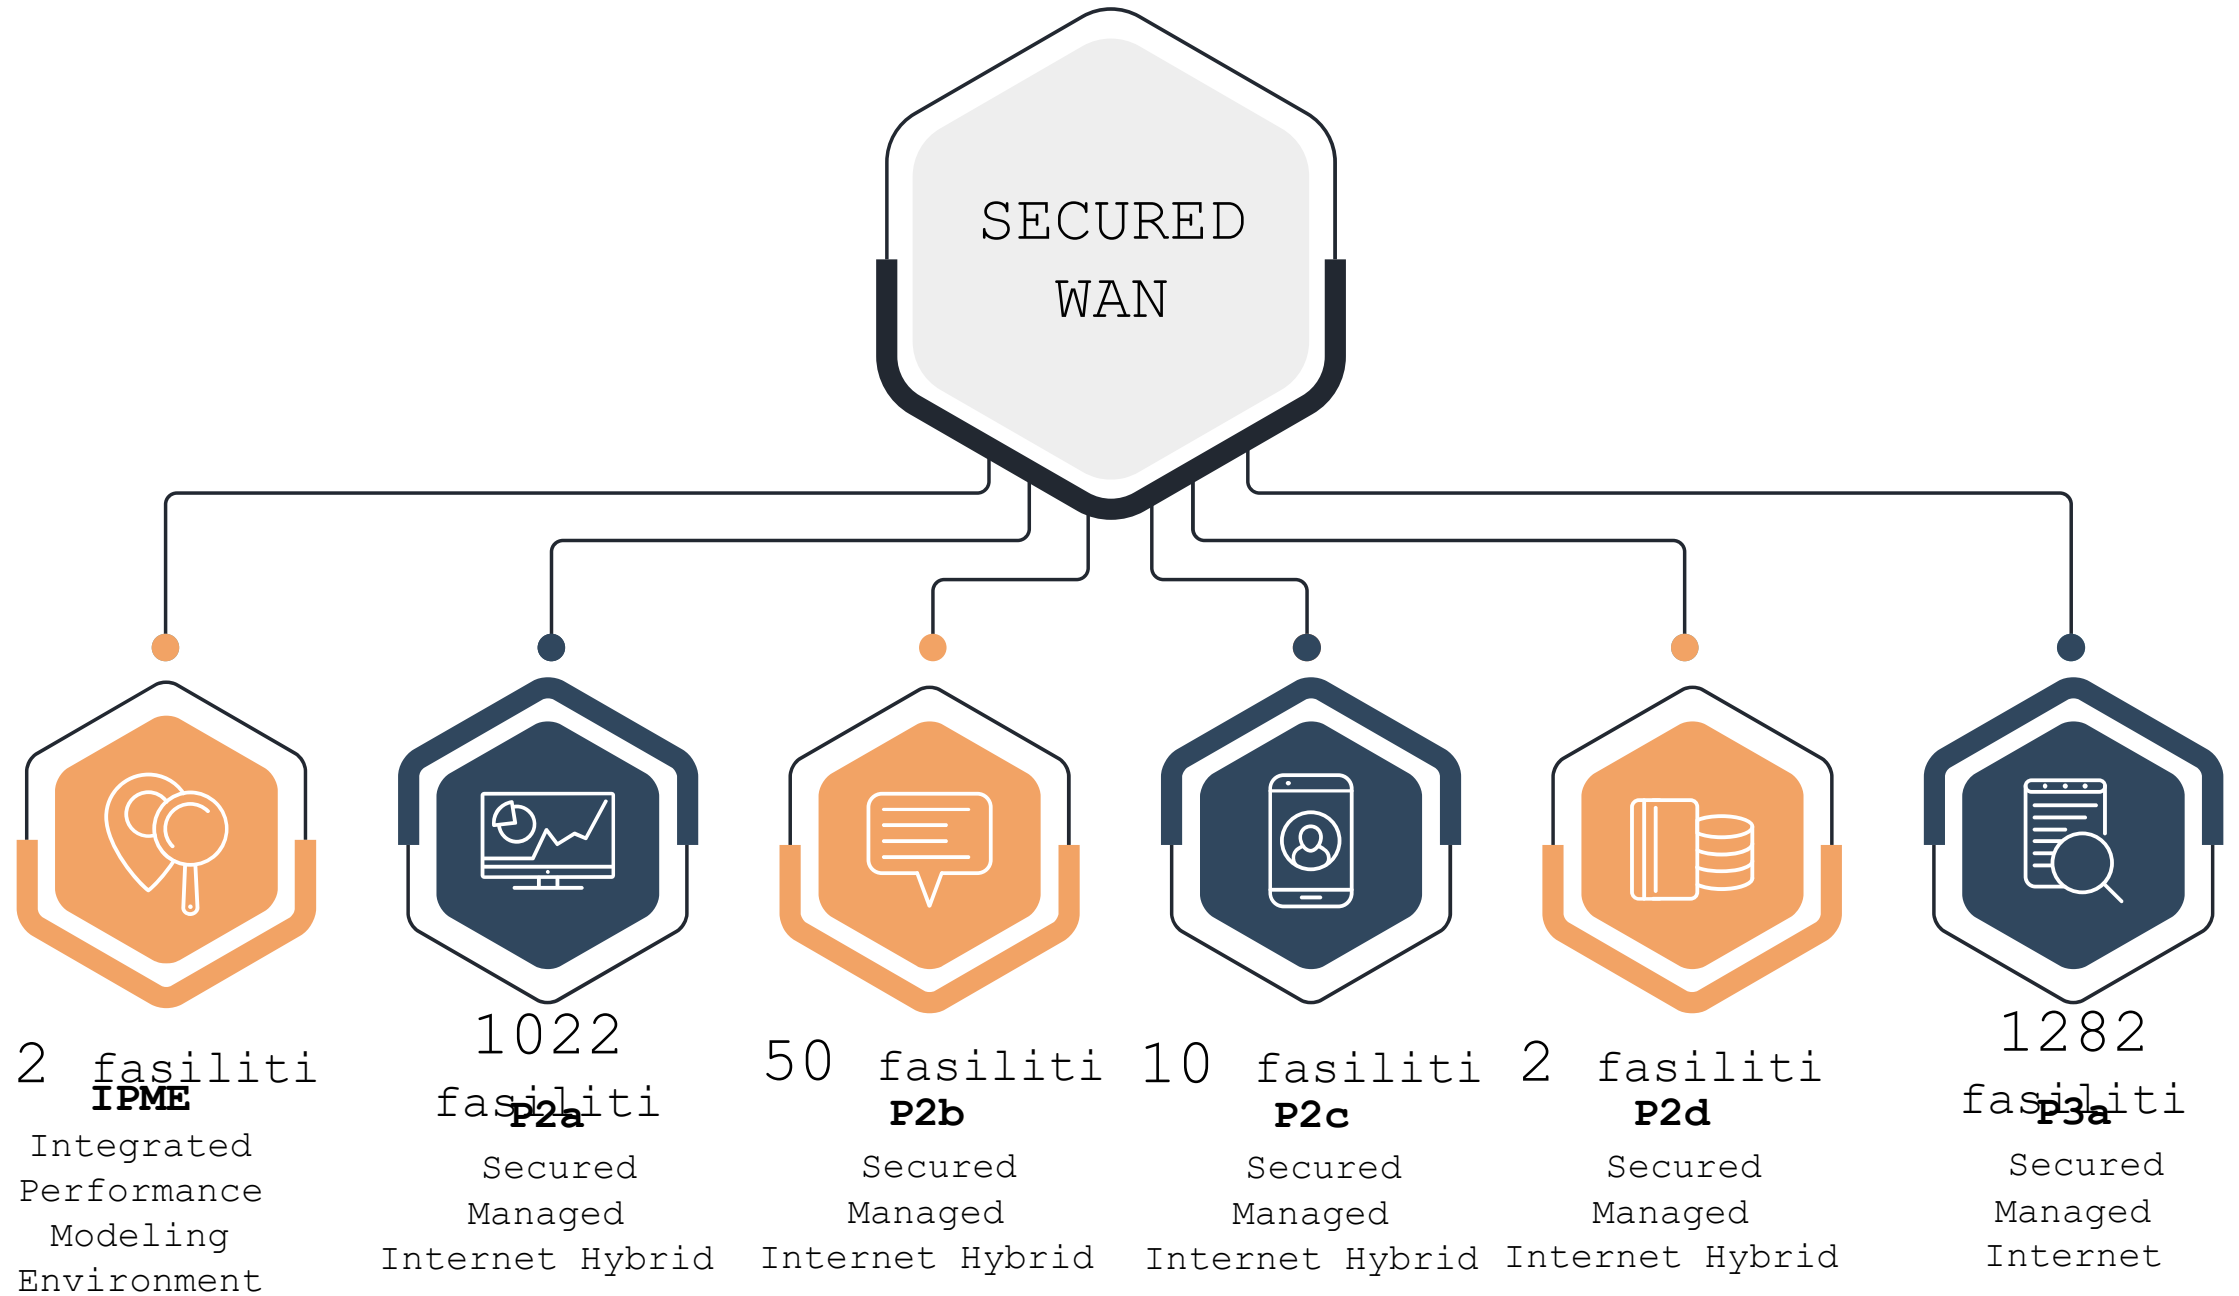 SECURED
WAN
2 fasiliti
IPME
Integrated
Performance
Modeling
Environment
1022
fasiliti
P2a
Secured
Managed
Internet Hybrid
50 fasiliti
P2b
Secured
Managed
Internet Hybrid
10 fasiliti
P2c
Secured
Managed
Internet Hybrid
2 fasiliti
P2d
Secured
Managed
Internet Hybrid
1282
fasiliti
P3a
Secured
Managed
Internet